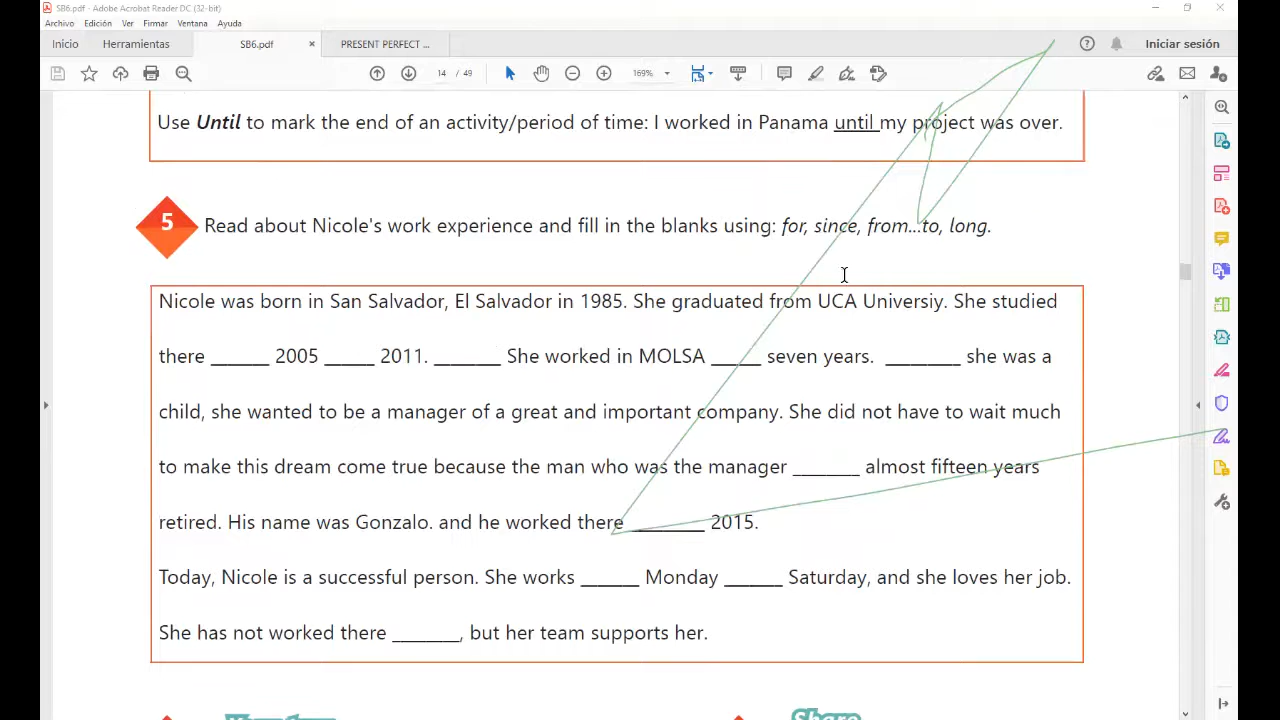 SB6.pdf - Adobe Acrobat Reader DC (32-bit)
Archivo Edición Ver Firmar Ventana Ayuda
Inicio Herramientas SB6.pdf × PRESENT PERFECT ... Iniciar sesión
14 / 49 169%
Use Until to mark the end of an activity/period of time: I worked in Panama until my project was over.
5 Read about Nicole's work experience and fill in the blanks using: for, since, from...to, long.
Nicole was born in San Salvador, El Salvador in 1985. She graduated from UCA Universiy. She studied
there _______ 2005 ______ 2011. ________ She worked in MOLSA ______ seven years. _________ she was a
child, she wanted to be a manager of a great and important company. She did not have to wait much
to make this dream come true because the man who was the manager ________ almost fifteen years
retired. His name was Gonzalo. and he worked there _________ 2015.
Today, Nicole is a successful person. She works _______ Monday _______ Saturday, and she loves her job.
She has not worked there ________, but her team supports her.
Share